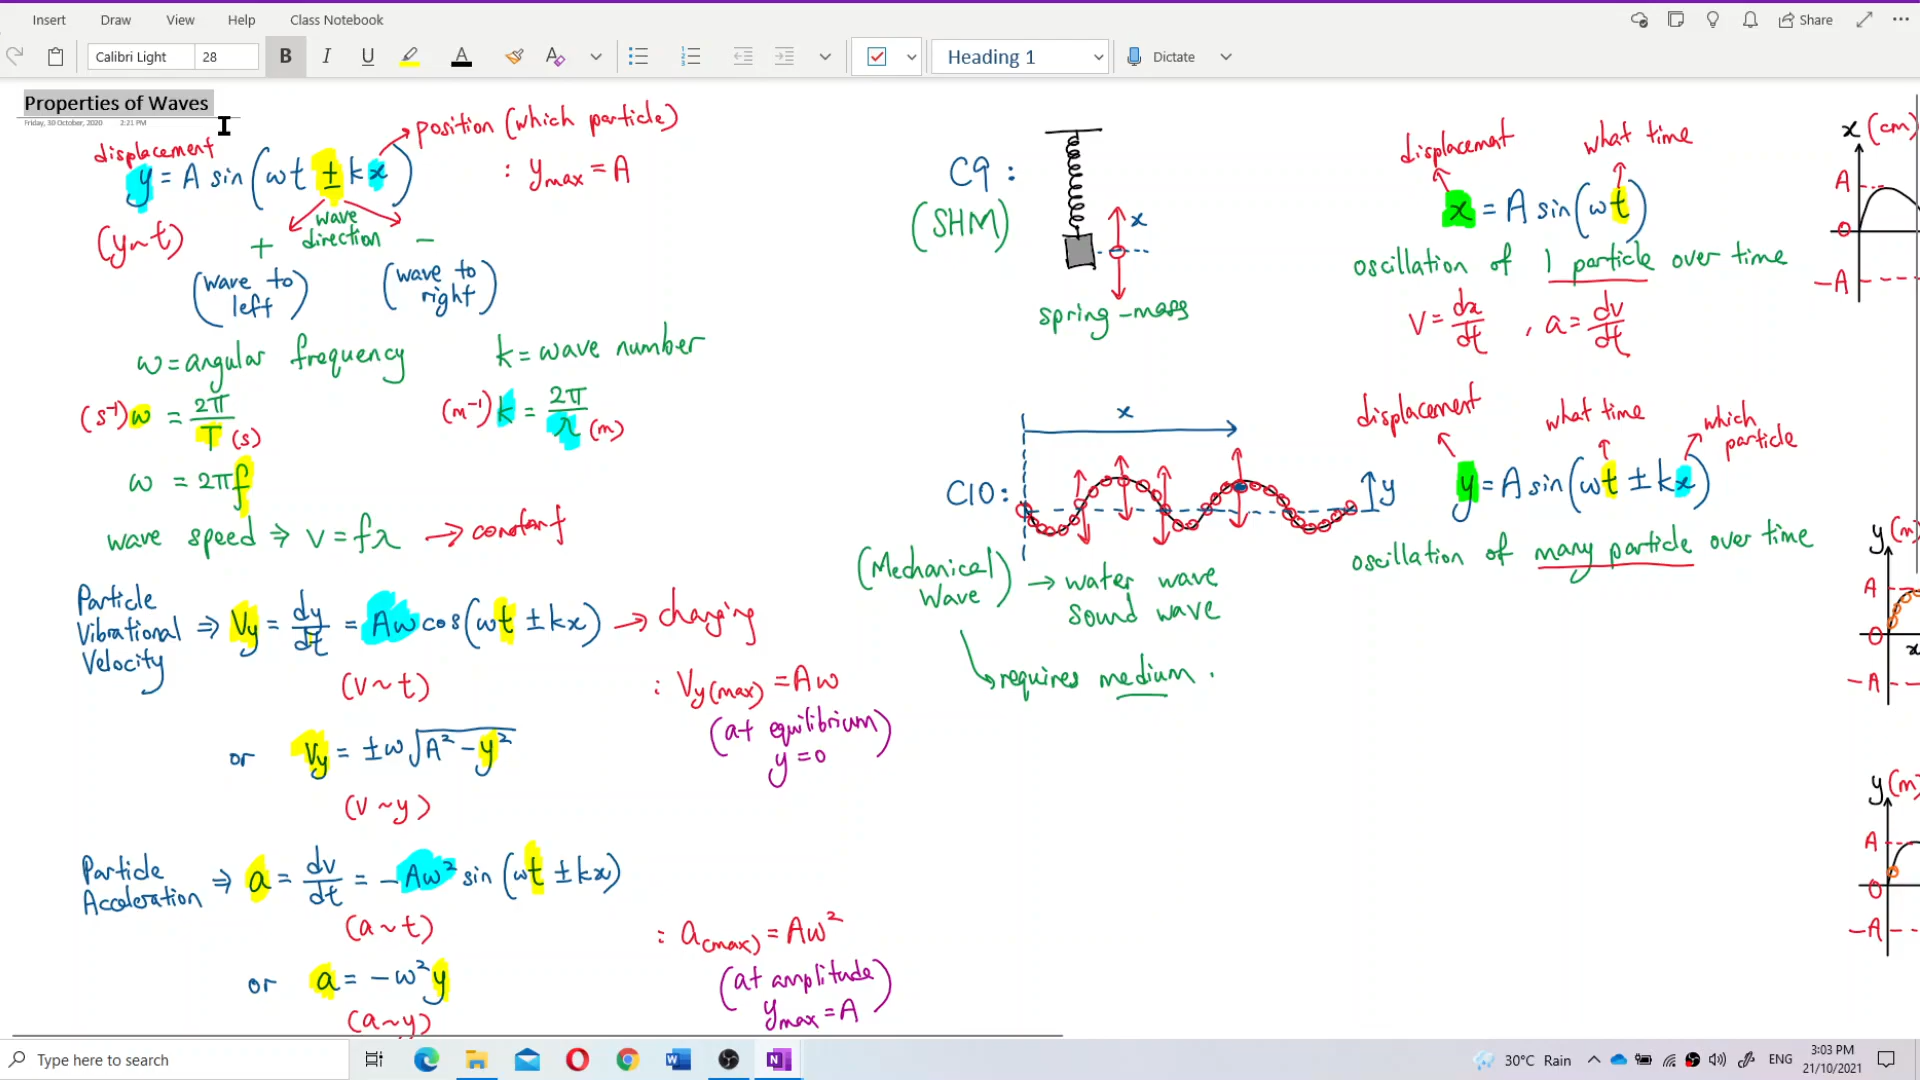 Insert Draw View Help Class Notebook
Share
Calibri Light 28 B I U A Heading 1 Dictate
Properties of Waves
Friday, 30 October, 2020 2:21 PM
displacement
position (which particle)
y = A sin (ωt ± kx)
: ymax = A
(y~t)
wave direction
+
−
(wave to left)
(wave to right)
ω = angular frequency
k = wave number
(s⁻¹) ω = 2π/T (s)
(m⁻¹) k = 2π/λ (m)
ω = 2πf
wave speed ⇒ v = fλ → constant
Particle Vibrational Velocity ⇒ Vy = dy/dt = Aω cos(ωt ± kx) → changing
(v~t)
: Vy(max) = Aω
(at equilibrium) y=0
or Vy = ±ω√(A² − y²)
(v~y)
Particle Acceleration ⇒ a = dv/dt = −Aω² sin (ωt ± kx)
(a~t)
: a(max) = Aω²
(at amplitude ymax = A)
or a = −ω²y
(a~y)
C9 :
(SHM)
x
spring-mass
displacement
what time
x = A sin(ωt)
oscillation of 1 particle over time
V = dx/dt , a = dv/dt
x
C10 :
y
(Mechanical Wave) → water wave
sound wave
requires medium .
displacement
what time
which particle
y = A sin(ωt ± kx)
oscillation of many particle over time
x (cm)
A
0
−A
y (m
A
0
x
−A
y (m
A
0
−A
Type here to search
30°C Rain
ENG
3:03 PM
21/10/2021